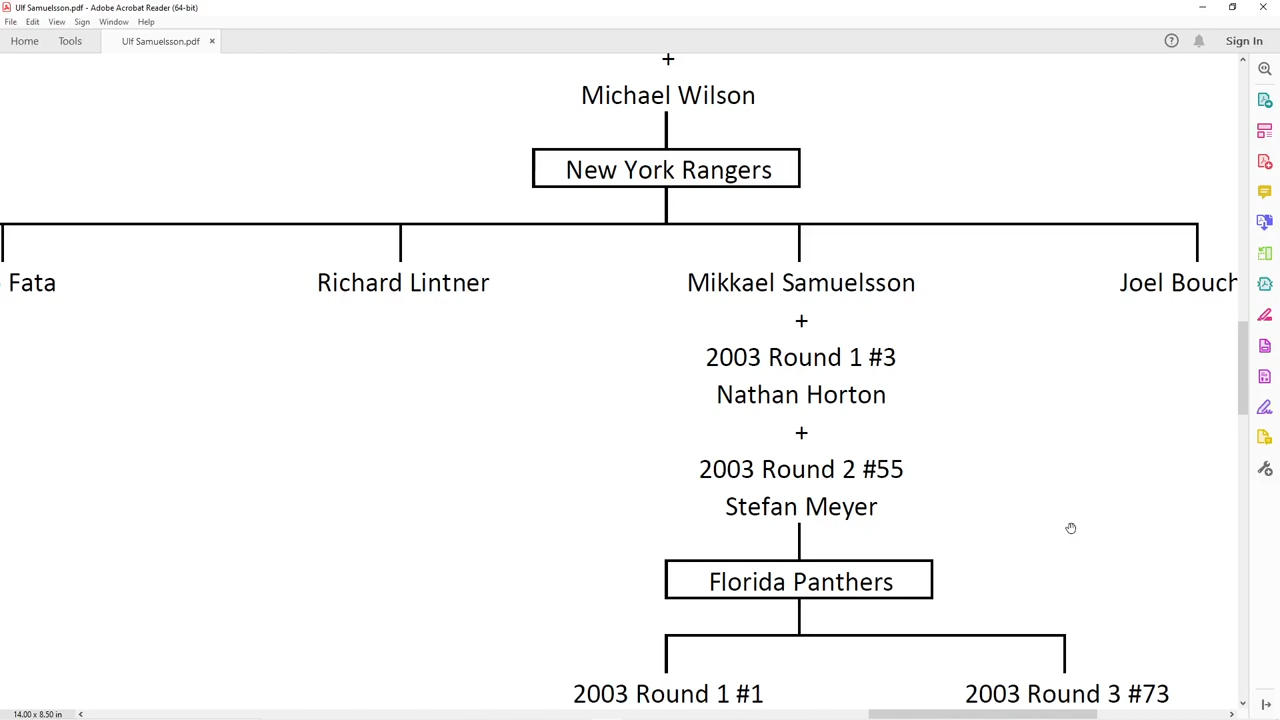 Ulf Samuelsson.pdf - Adobe Acrobat Reader (64-bit)
File Edit View Sign Window Help
Home Tools Ulf Samuelsson.pdf × Sign In
+
Michael Wilson
New York Rangers
Fata Richard Lintner Mikkael Samuelsson Joel Bouch
+
2003 Round 1 #3
Nathan Horton
+
2003 Round 2 #55
Stefan Meyer
Florida Panthers
2003 Round 1 #1 2003 Round 3 #73
14.00 x 8.50 in